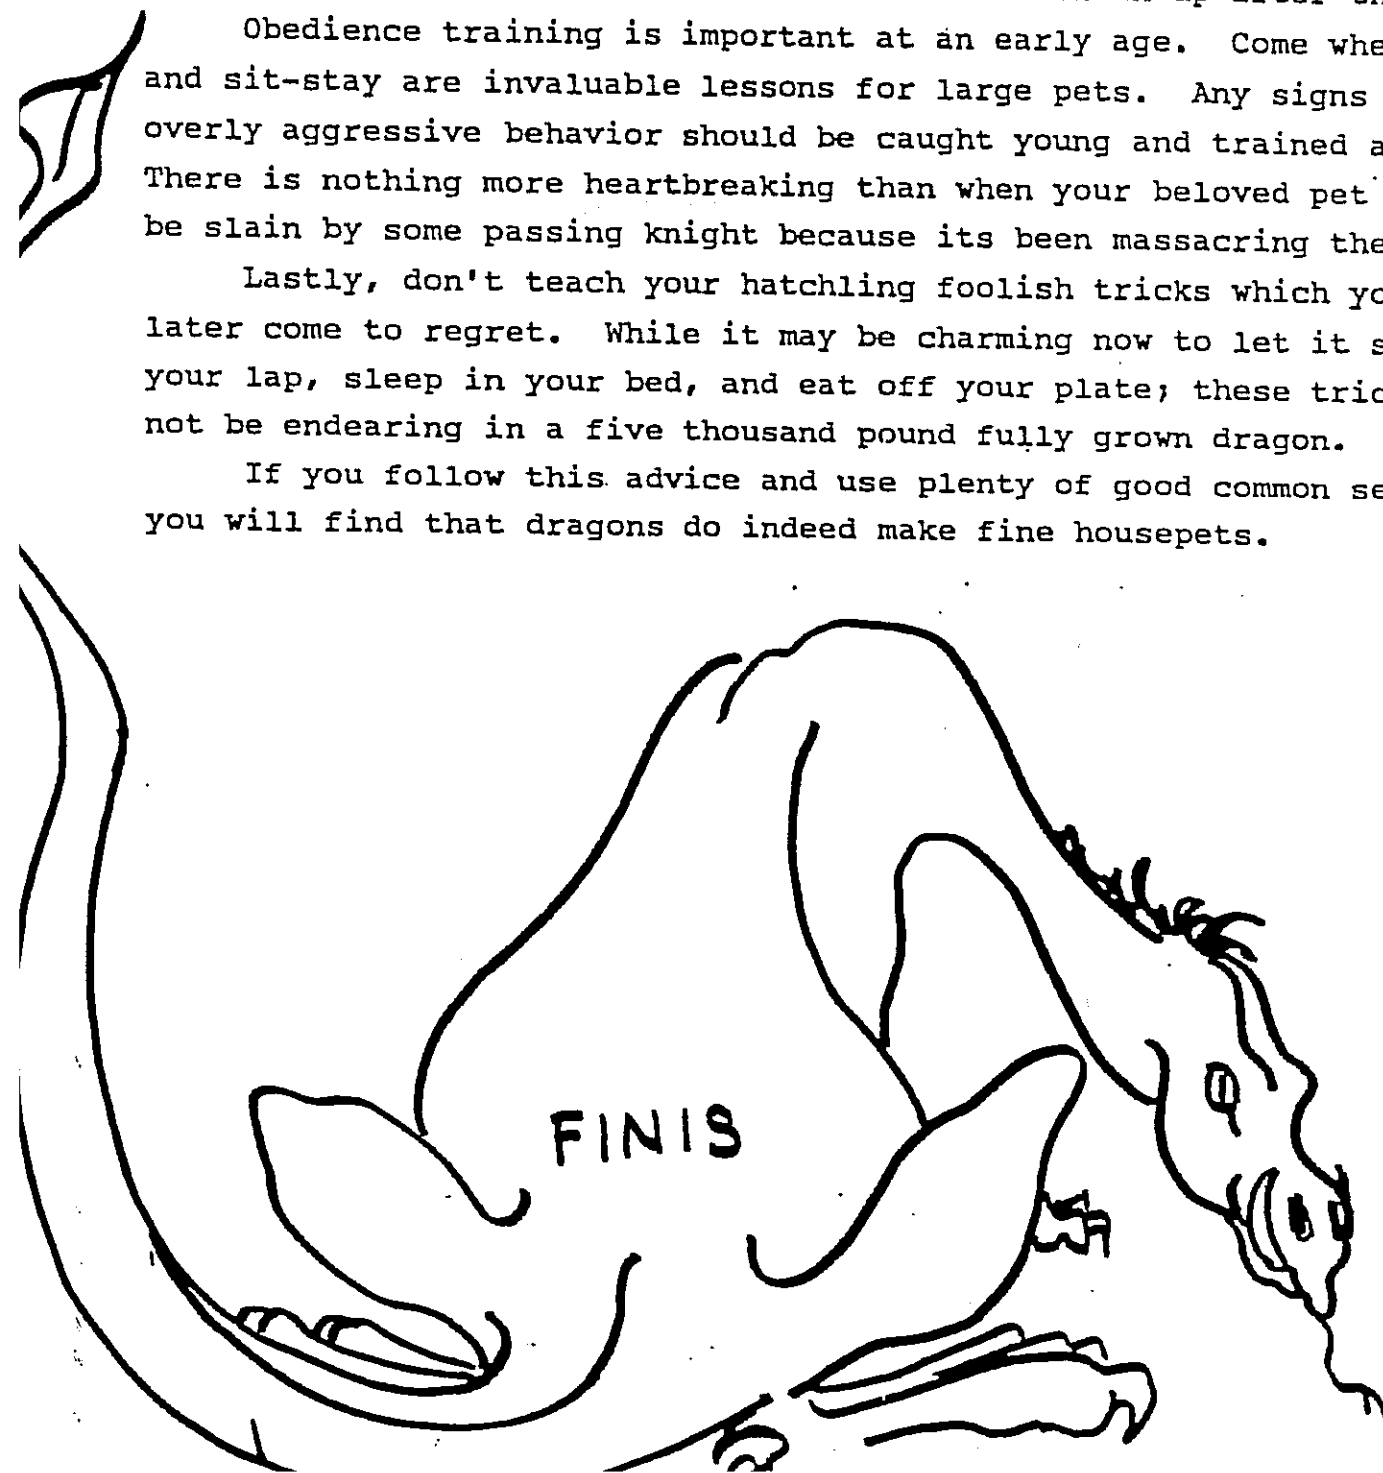 Obedience training is important at an early age. Come whe
and sit-stay are invaluable lessons for large pets. Any signs
overly aggressive behavior should be caught young and trained a
There is nothing more heartbreaking than when your beloved pet
be slain by some passing knight because its been massacring the
Lastly, don't teach your hatchling foolish tricks which yo
later come to regret. While it may be charming now to let it s
your lap, sleep in your bed, and eat off your plate; these tric
not be endearing in a five thousand pound fully grown dragon.
If you follow this advice and use plenty of good common se
you will find that dragons do indeed make fine housepets.
FINIS